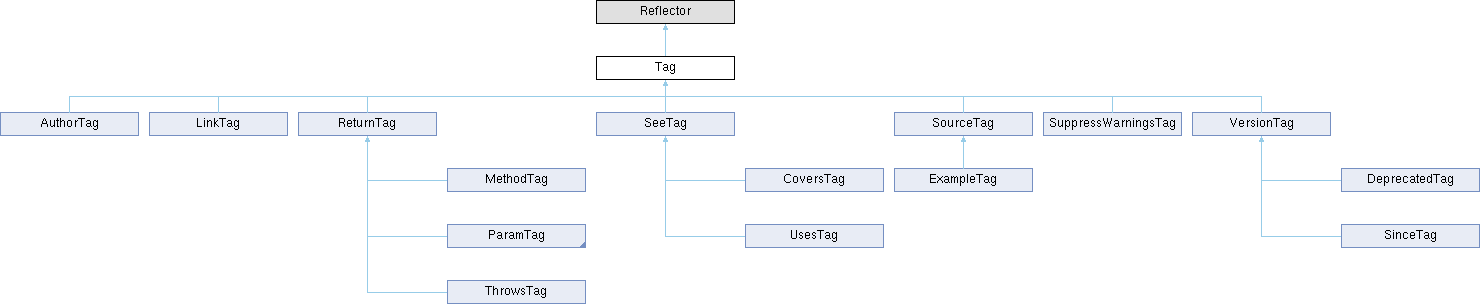 Reflector
Tag
AuthorTag LinkTag ReturnTag SeeTag SourceTag SuppressWarningsTag VersionTag
MethodTag CoversTag ExampleTag DeprecatedTag
ParamTag UsesTag SinceTag
ThrowsTag